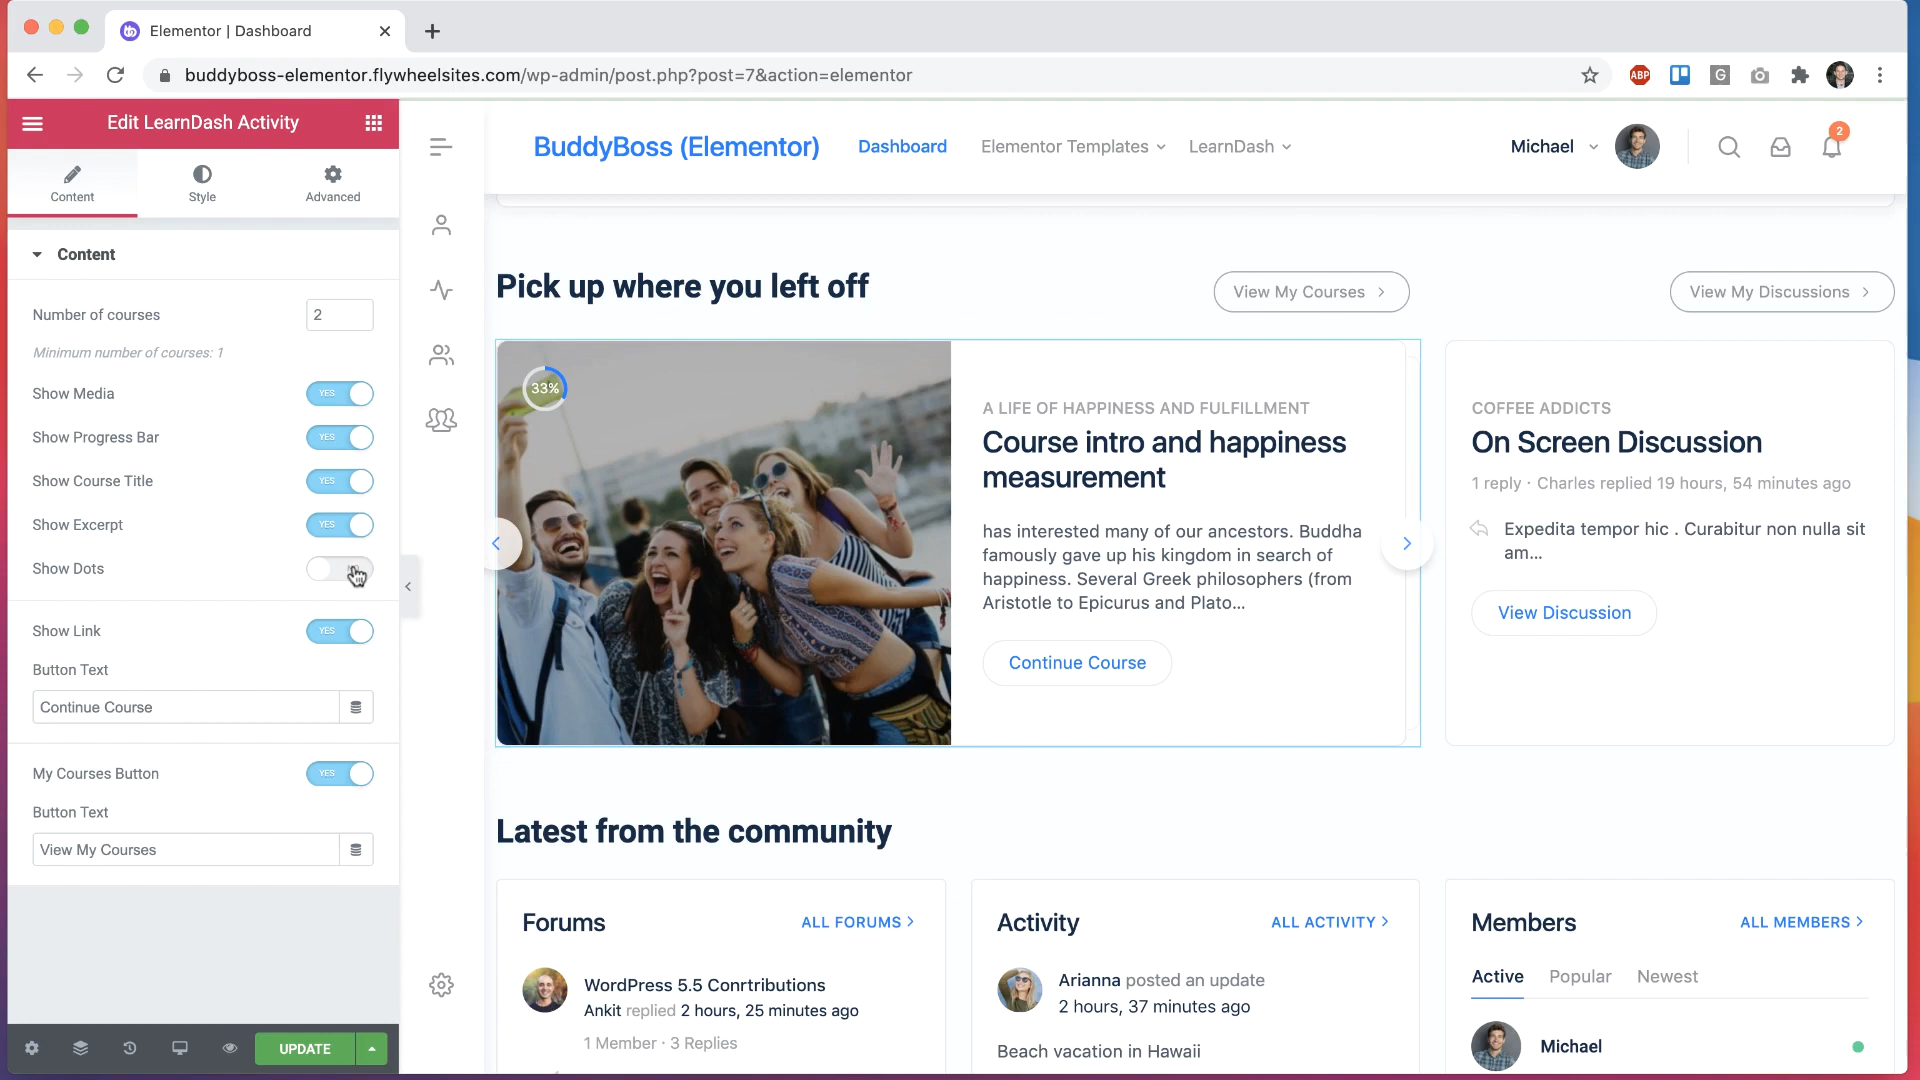 Elementor | Dashboard
buddyboss-elementor.flywheelsites.com/wp-admin/post.php?post=7&action=elementor
ABP
G
Edit LearnDash Activity
Content
Style
Advanced
Content
Number of courses
2
Minimum number of courses: 1
Show Media
YES
Show Progress Bar
YES
Show Course Title
YES
Show Excerpt
YES
Show Dots
Show Link
YES
Button Text
Continue Course
My Courses Button
YES
Button Text
View My Courses
UPDATE
BuddyBoss (Elementor)
Dashboard
Elementor Templates
LearnDash
Michael
2
Pick up where you left off
View My Courses
View My Discussions
33%
A LIFE OF HAPPINESS AND FULFILLMENT
Course intro and happiness
measurement
has interested many of our ancestors. Buddha
famously gave up his kingdom in search of
happiness. Several Greek philosophers (from
Aristotle to Epicurus and Plato...
Continue Course
COFFEE ADDICTS
On Screen Discussion
1 reply · Charles replied 19 hours, 54 minutes ago
Expedita tempor hic . Curabitur non nulla sit
am...
View Discussion
Latest from the community
Forums
ALL FORUMS
WordPress 5.5 Conrtributions
Ankit replied 2 hours, 25 minutes ago
1 Member · 3 Replies
Activity
ALL ACTIVITY
Arianna posted an update
2 hours, 37 minutes ago
Beach vacation in Hawaii
Members
ALL MEMBERS
Active
Popular
Newest
Michael